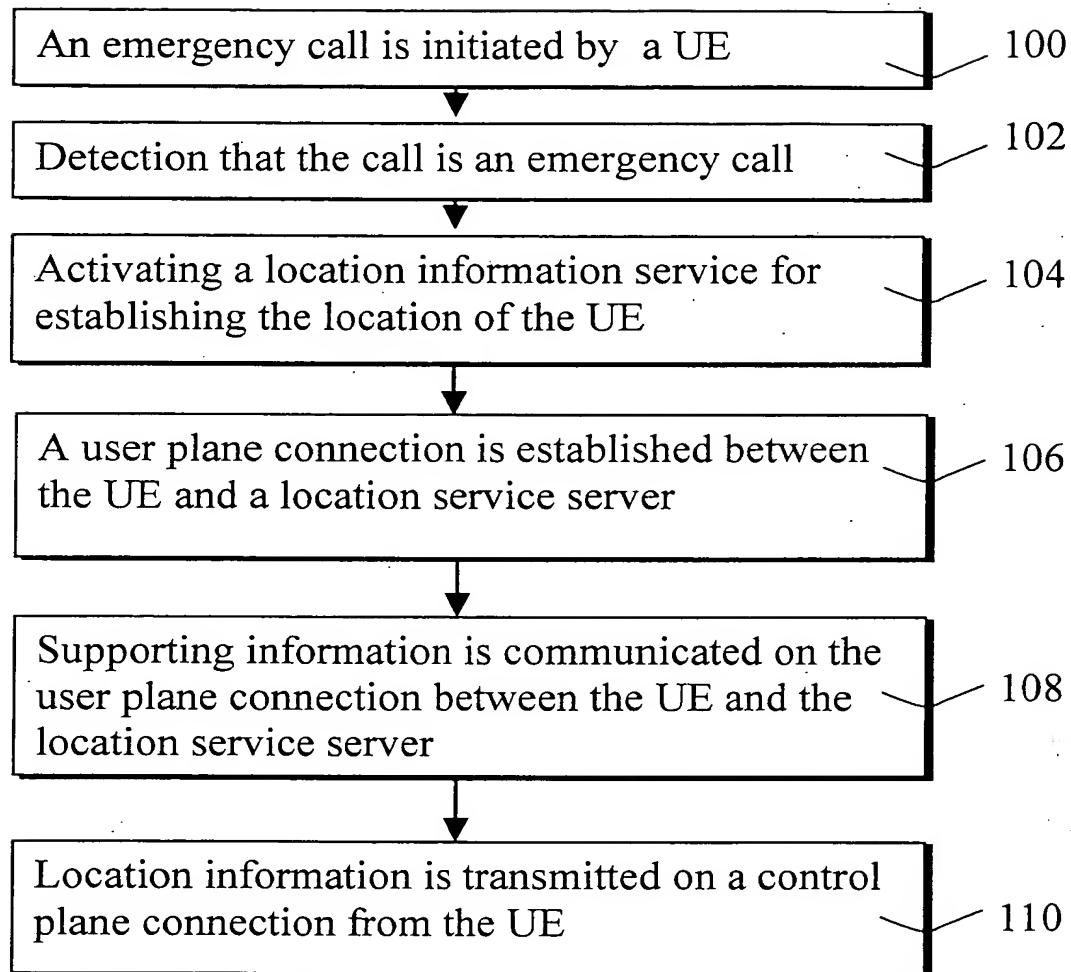 An emergency call is initiated by a UE
100
Detection that the call is an emergency call
102
Activating a location information service for
establishing the location of the UE
104
A user plane connection is established between
the UE and a location service server
106
Supporting information is communicated on the
user plane connection between the UE and the
location service server
108
Location information is transmitted on a control
plane connection from the UE
110